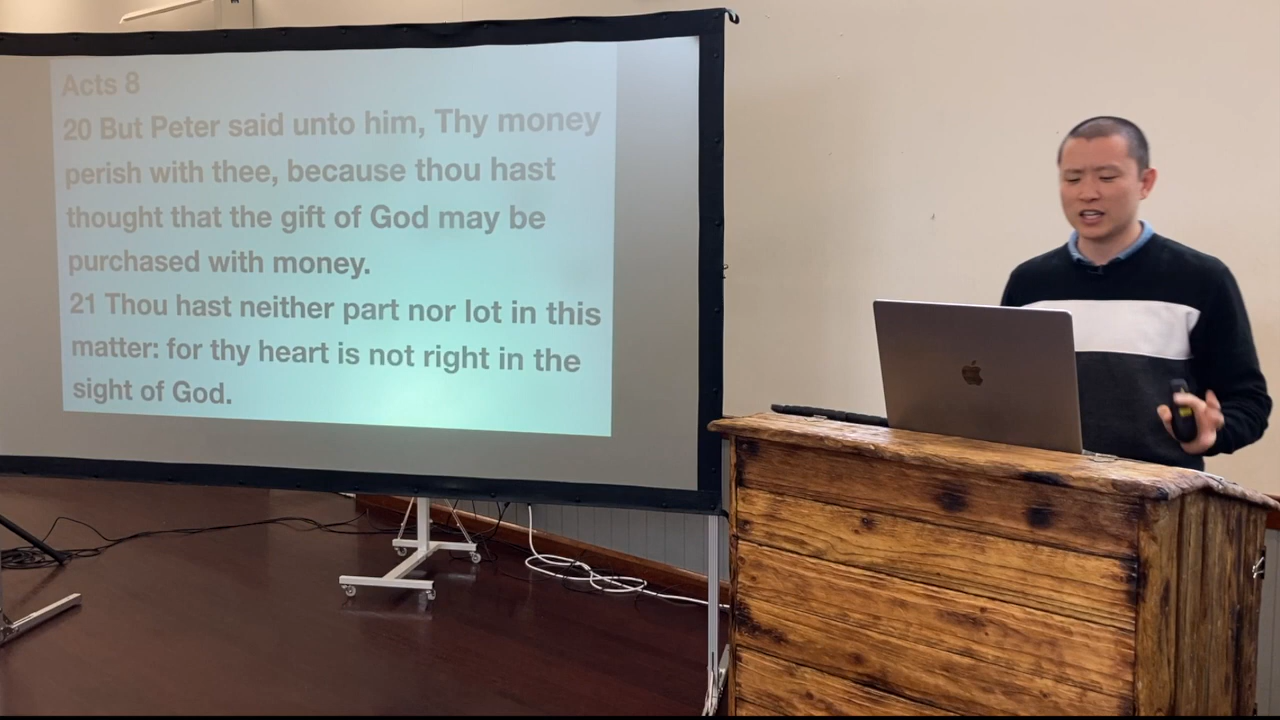 Acts 8
20 But Peter said unto him, Thy money
perish with thee, because thou hast
thought that the gift of God may be
purchased with money.
21 Thou hast neither part nor lot in this
matter: for thy heart is not right in the
sight of God.